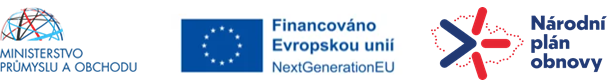 MINISTERSTVO
PRŮMYSLU A OBCHODU
Financováno
Evropskou unií
NextGenerationEU
Národní
plán
obnovy